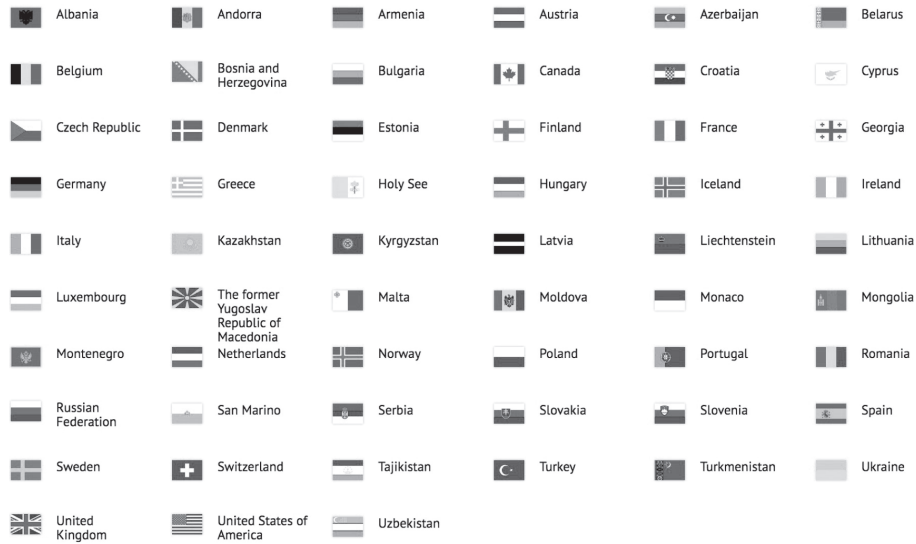 Albania
Andorra
Armenia
Austria
Azerbaijan
Belarus
Belgium
Bosnia and
Herzegovina
Bulgaria
Canada
Croatia
Cyprus
Czech Republic
Denmark
Estonia
Finland
France
Georgia
Germany
Greece
Holy See
Hungary
Iceland
Ireland
Italy
Kazakhstan
Kyrgyzstan
Latvia
Liechtenstein
Lithuania
Luxembourg
The former
Yugoslav
Republic of
Macedonia
Malta
Moldova
Monaco
Mongolia
Montenegro
Netherlands
Norway
Poland
Portugal
Romania
Russian
Federation
San Marino
Serbia
Slovakia
Slovenia
Spain
Sweden
Switzerland
Tajikistan
Turkey
Turkmenistan
Ukraine
United
Kingdom
United States of
America
Uzbekistan